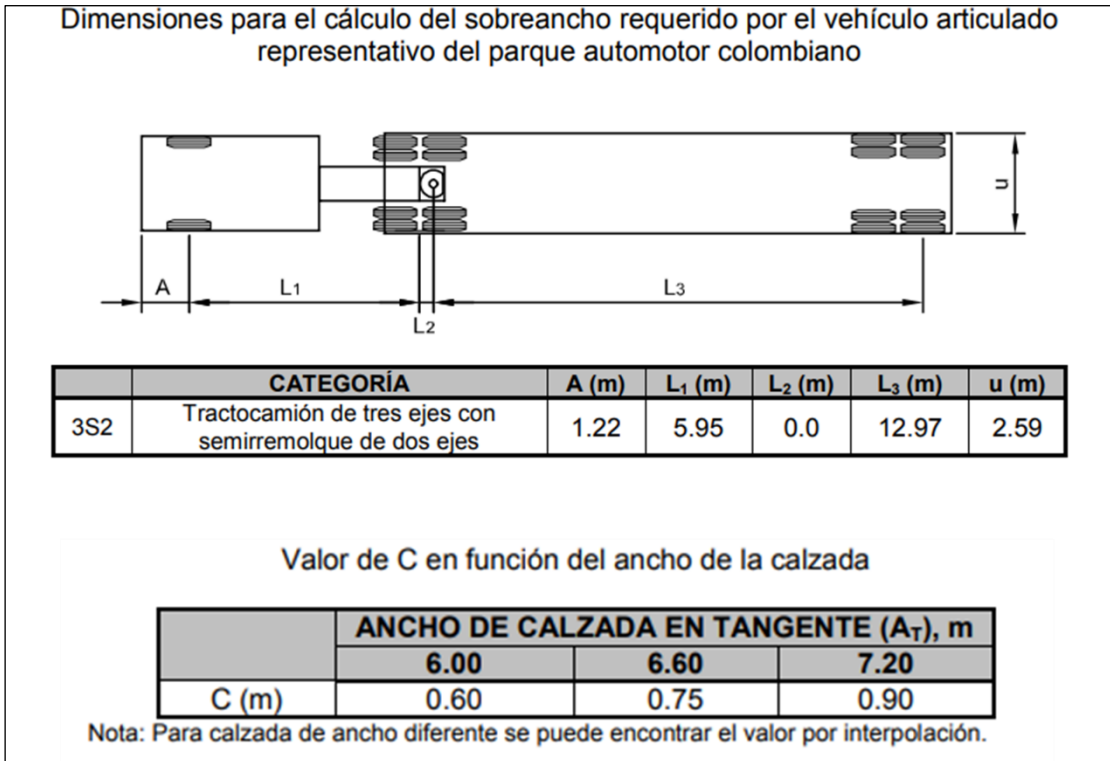 Dimensiones para el cálculo del sobreancho requerido por el vehículo articulado
representativo del parque automotor colombiano
u
A L1 L3
L2
CATEGORÍA A (m) L1 (m) L2 (m) L3 (m) u (m)
3S2 Tractocamión de tres ejes con
semirremolque de dos ejes 1.22 5.95 0.0 12.97 2.59
Valor de C en función del ancho de la calzada
ANCHO DE CALZADA EN TANGENTE (AT), m
6.00 6.60 7.20
C (m) 0.60 0.75 0.90
Nota: Para calzada de ancho diferente se puede encontrar el valor por interpolación.